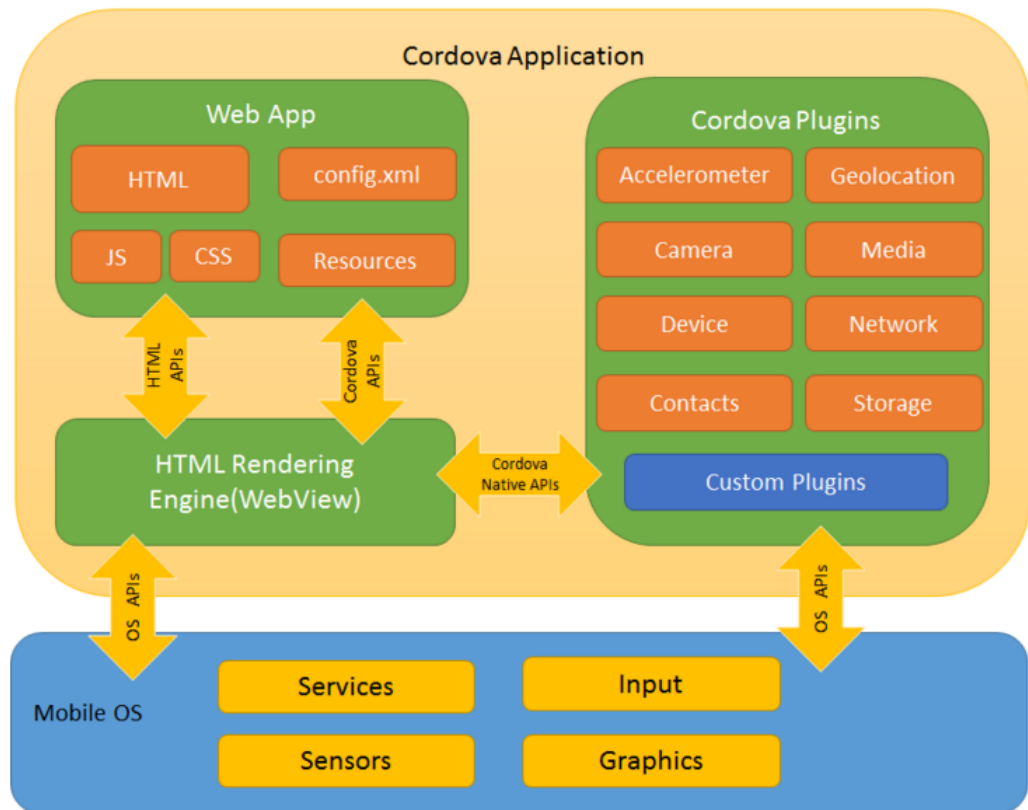 Cordova Application
Web App
HTML
config.xml
JS
CSS
Resources
HTML
APIs
Cordova
APIs
HTML Rendering
Engine(WebView)
Cordova
Native APIs
Cordova Plugins
Accelerometer
Geolocation
Camera
Media
Device
Network
Contacts
Storage
Custom Plugins
OS APIs
OS APIs
Mobile OS
Services
Input
Sensors
Graphics